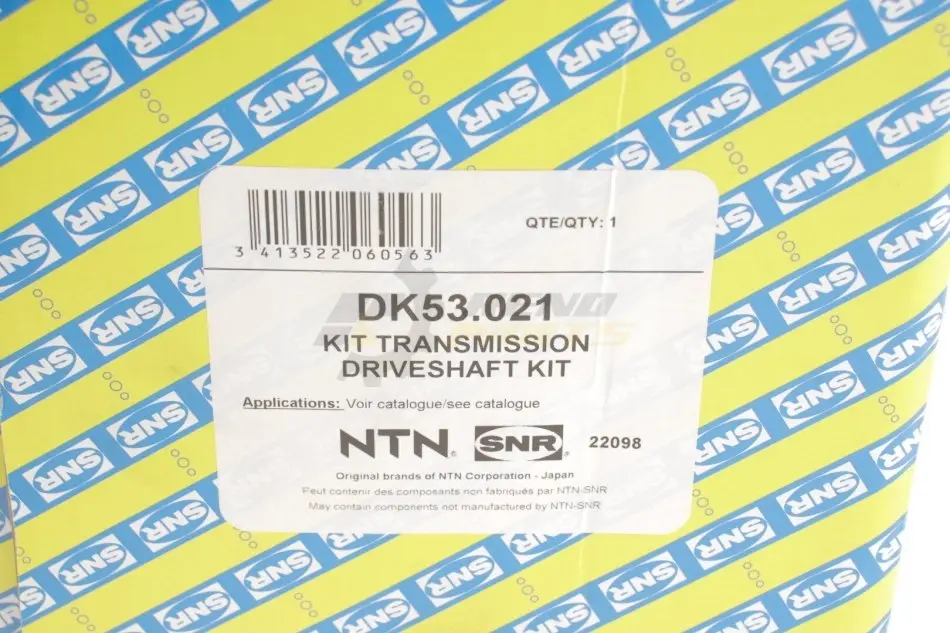 QTE/QTY: 1
3 413522 060563
DK53.021
KIT TRANSMISSION
DRIVESHAFT KIT
Applications: Voir catalogue/see catalogue
NTN® SNR® 22098
Original brands of NTN Corporation - Japan
Peut contenir des composants non fabriqués par NTN-SNR
May contain components not manufactured by NTN-SNR